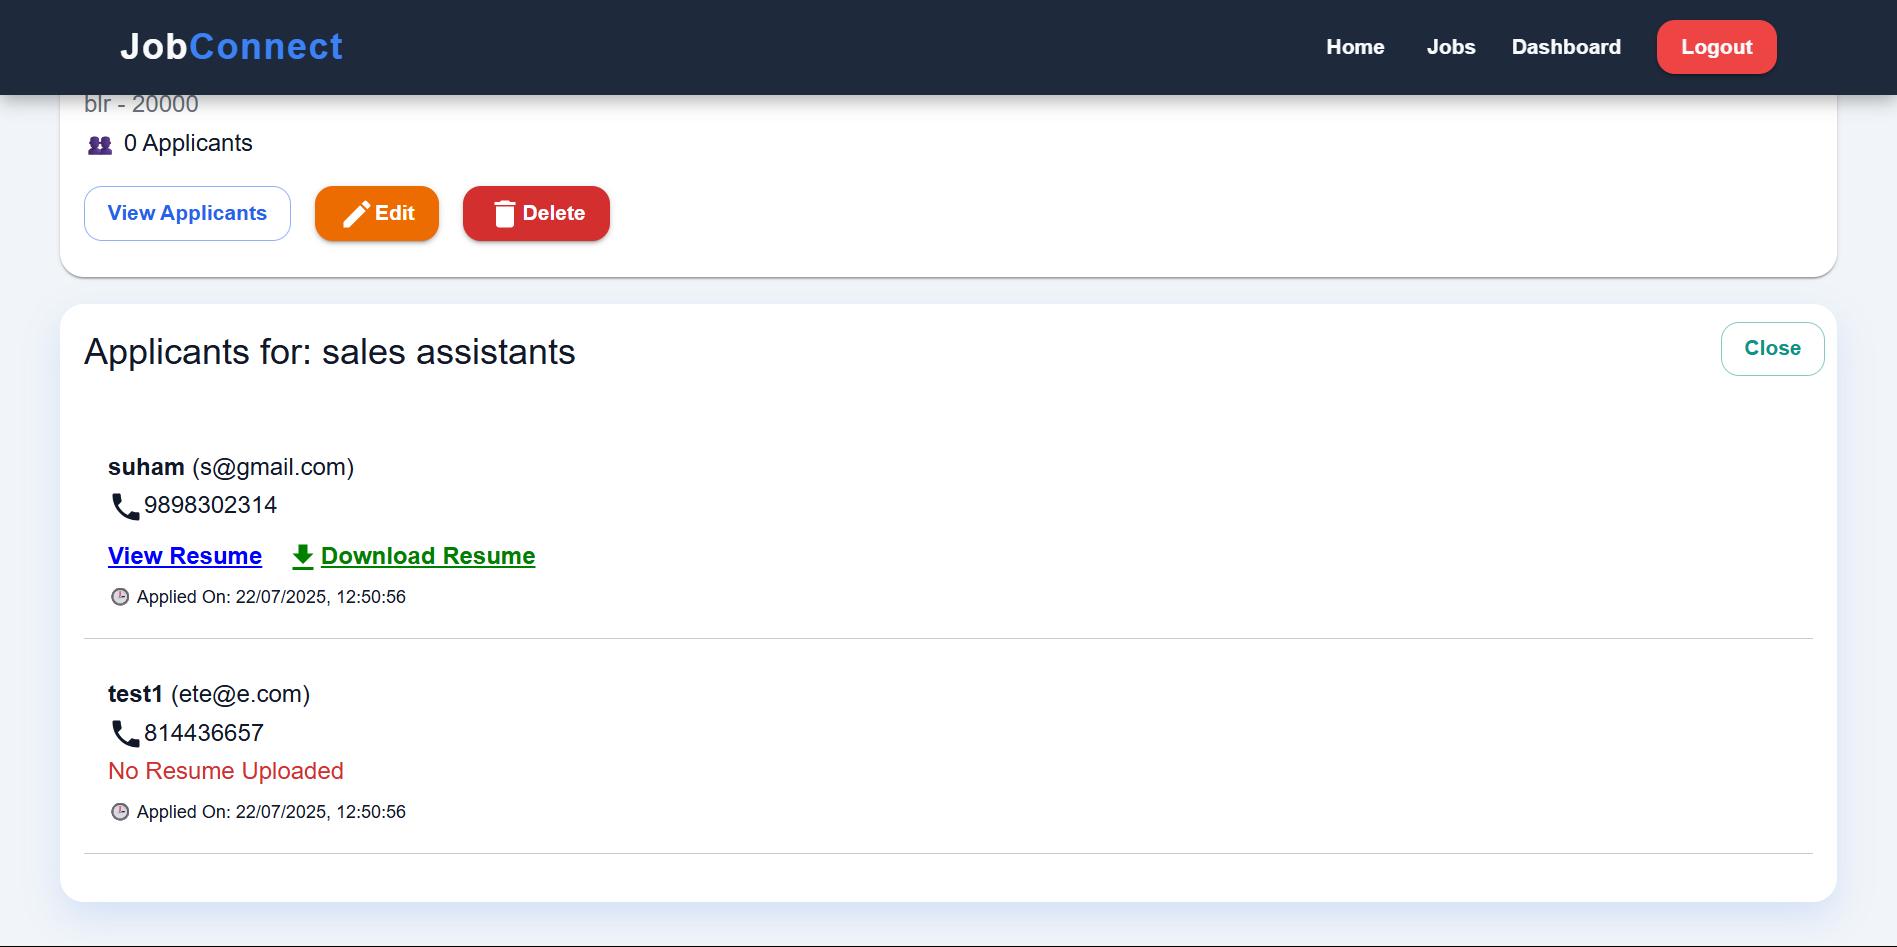 JobConnect Home Jobs Dashboard Logout
blr - 20000
0 Applicants
View Applicants Edit Delete
Applicants for: sales assistants Close
suham (s@gmail.com)
9898302314
View Resume Download Resume
Applied On: 22/07/2025, 12:50:56
test1 (ete@e.com)
814436657
No Resume Uploaded
Applied On: 22/07/2025, 12:50:56